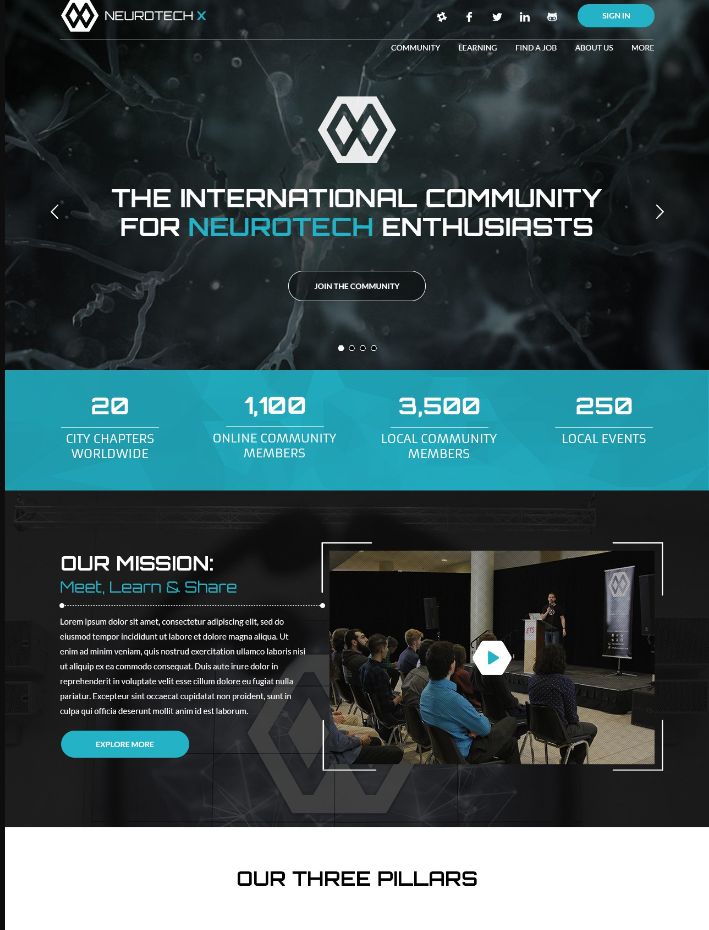 NEUROTECH X
SIGN IN
COMMUNITY LEARNING FIND A JOB ABOUT US MORE
THE INTERNATIONAL COMMUNITY
FOR NEUROTECH ENTHUSIASTS
JOIN THE COMMUNITY
20
CITY CHAPTERS
WORLDWIDE
1,100
ONLINE COMMUNITY
MEMBERS
3,500
LOCAL COMMUNITY
MEMBERS
250
LOCAL EVENTS
OUR MISSION:
Meet, Learn & Share
Lorem ipsum dolor sit amet, consectetur adipiscing elit, sed do
eiusmod tempor incididunt ut labore et dolore magna aliqua. Ut
enim ad minim veniam, quis nostrud exercitation ullamco laboris nisi
ut aliquip ex ea commodo consequat. Duis aute irure dolor in
reprehenderit in voluptate velit esse cillum dolore eu fugiat nulla
pariatur. Excepteur sint occaecat cupidatat non proident, sunt in
culpa qui officia deserunt mollit anim id est laborum.
EXPLORE MORE
OUR THREE PILLARS